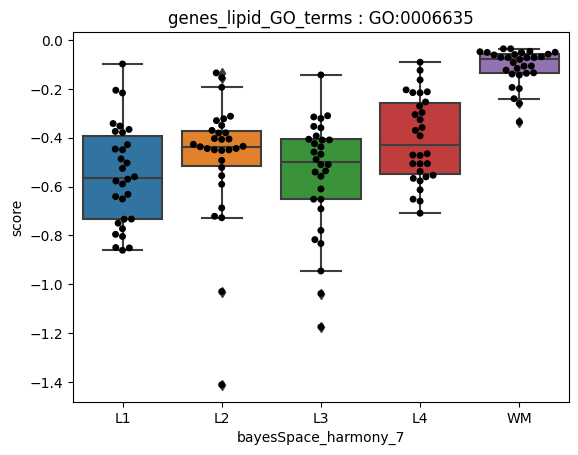 genes_lipid_GO_terms : GO:0006635
0.0
−0.2
−0.4
−0.6
−0.8
−1.0
−1.2
−1.4
score
L1 L2 L3 L4 WM
bayesSpace_harmony_7